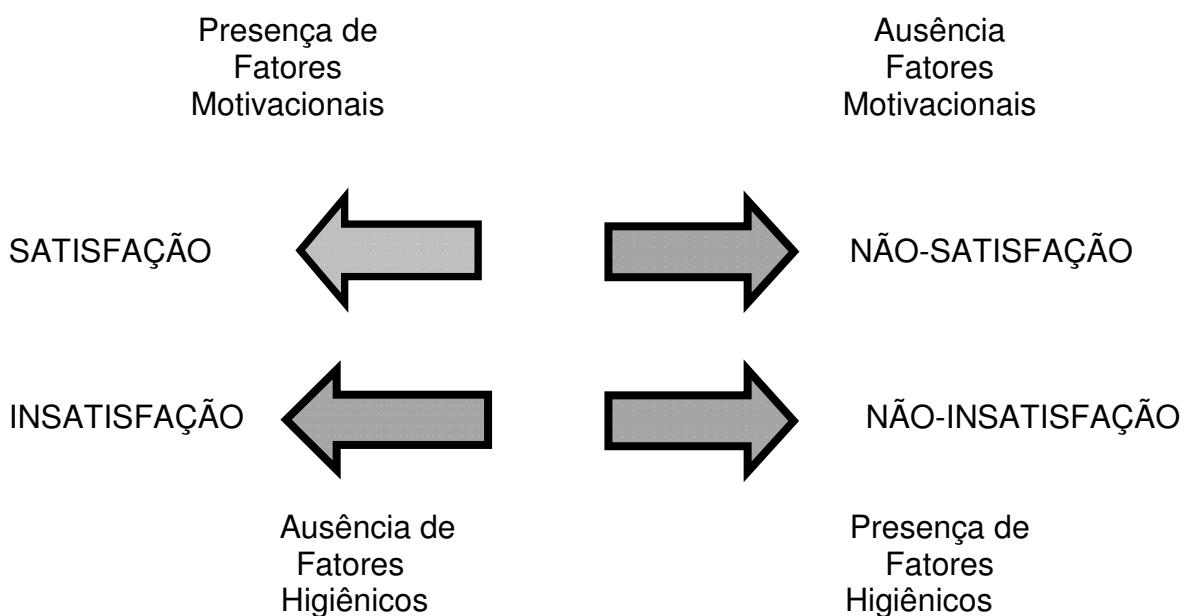 Presença de
Fatores
Motivacionais
Ausência
Fatores
Motivacionais
SATISFAÇÃO
NÃO-SATISFAÇÃO
INSATISFAÇÃO
NÃO-INSATISFAÇÃO
Ausência de
Fatores
Higiênicos
Presença de
Fatores
Higiênicos